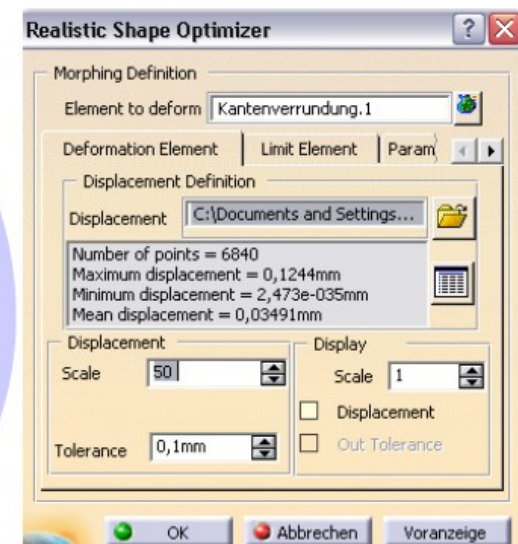 Realistic Shape Optimizer
Morphing Definition
Element to deform Kantenverrundung.1
Deformation Element Limit Element Param
Displacement Definition
Displacement C:\Documents and Settings...
Number of points = 6840
Maximum displacement = 0,1244mm
Minimum displacement = 2,473e-035mm
Mean displacement = 0,03491mm
Displacement Display
Scale 50 Scale 1
Displacement
Tolerance 0,1mm Out Tolerance
OK Abbrechen Voranzeige